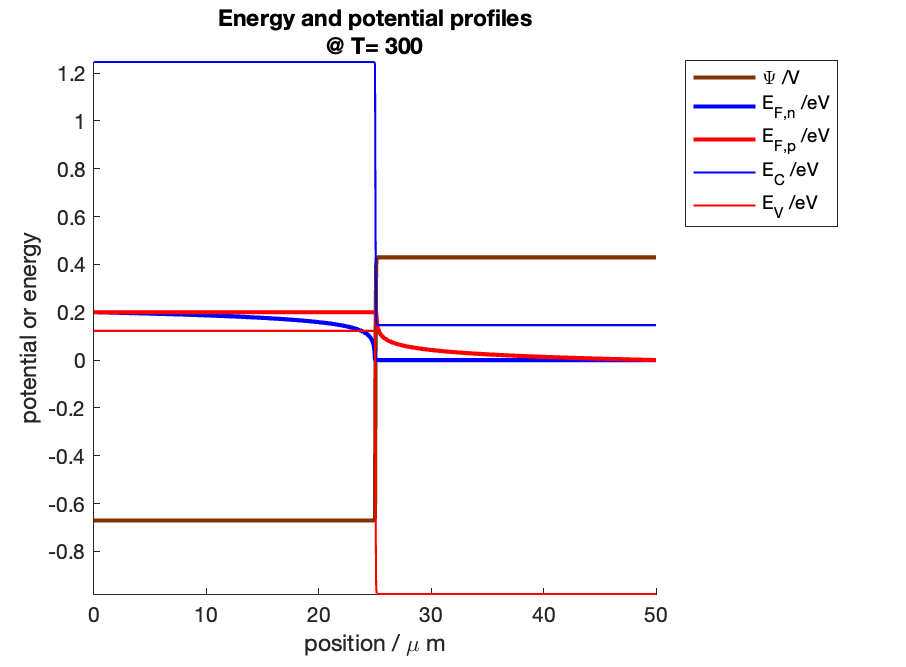 Energy and potential profiles
@ T= 300
1.2
1
0.8
0.6
0.4
0.2
0
-0.2
-0.4
-0.6
-0.8
potential or energy
0 10 20 30 40 50
position / μ m
Ψ /V
E_{F,n} /eV
E_{F,p} /eV
E_C /eV
E_V /eV